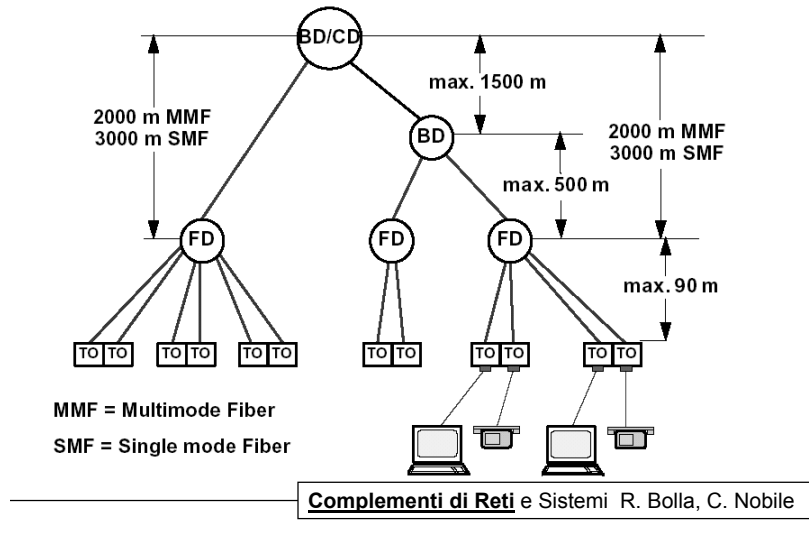 BD/CD
max. 1500 m
2000 m MMF
3000 m SMF
2000 m MMF
3000 m SMF
BD
max. 500 m
FD
FD
FD
max. 90 m
TO TO
TO TO
TO TO
TO TO
TO TO
TO TO
MMF = Multimode Fiber
SMF = Single mode Fiber
Complementi di Reti e Sistemi R. Bolla, C. Nobile